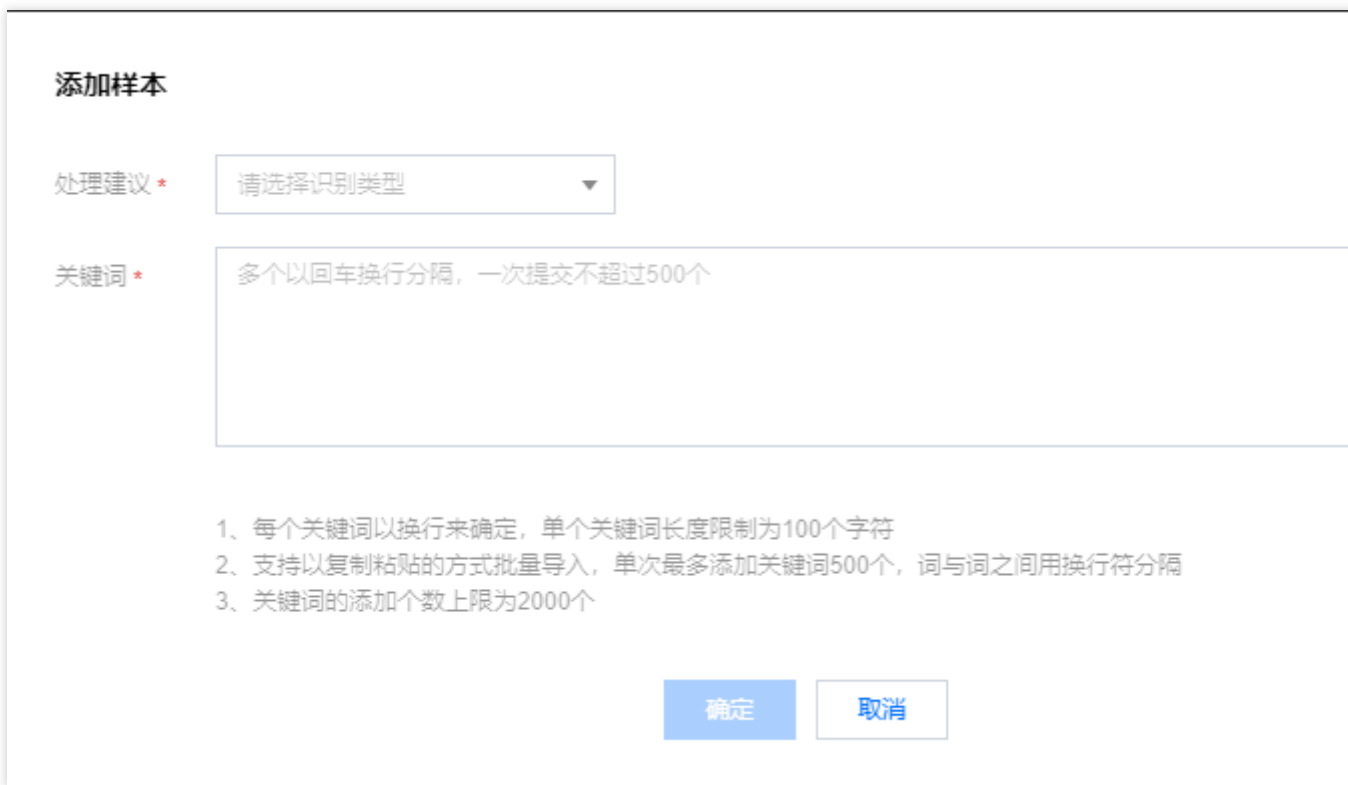 添加样本
处理建议 * 请选择识别类型
关键词 * 多个以回车换行分隔，一次提交不超过500个
1、每个关键词以换行来确定，单个关键词长度限制为100个字符
2、支持以复制粘贴的方式批量导入，单次最多添加关键词500个，词与词之间用换行符分隔
3、关键词的添加个数上限为2000个
确定 取消